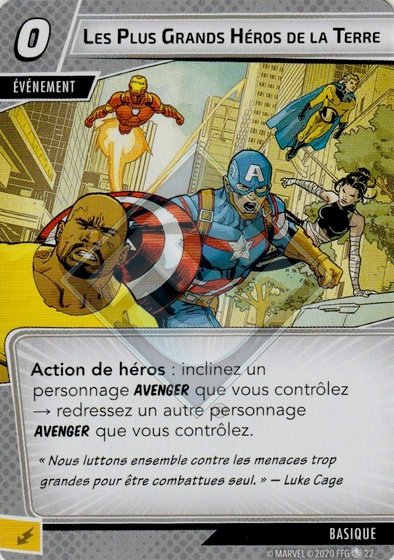 0
LES PLUS GRANDS HÉROS DE LA TERRE
ÉVÉNEMENT
A
Action de héros : inclinez un
personnage AVENGER que vous contrôlez
→ redressez un autre personnage
AVENGER que vous contrôlez.
« Nous luttons ensemble contre les menaces trop
grandes pour être combattues seul. » — Luke Cage
BASIQUE
© MARVEL © 2020 FFG 22